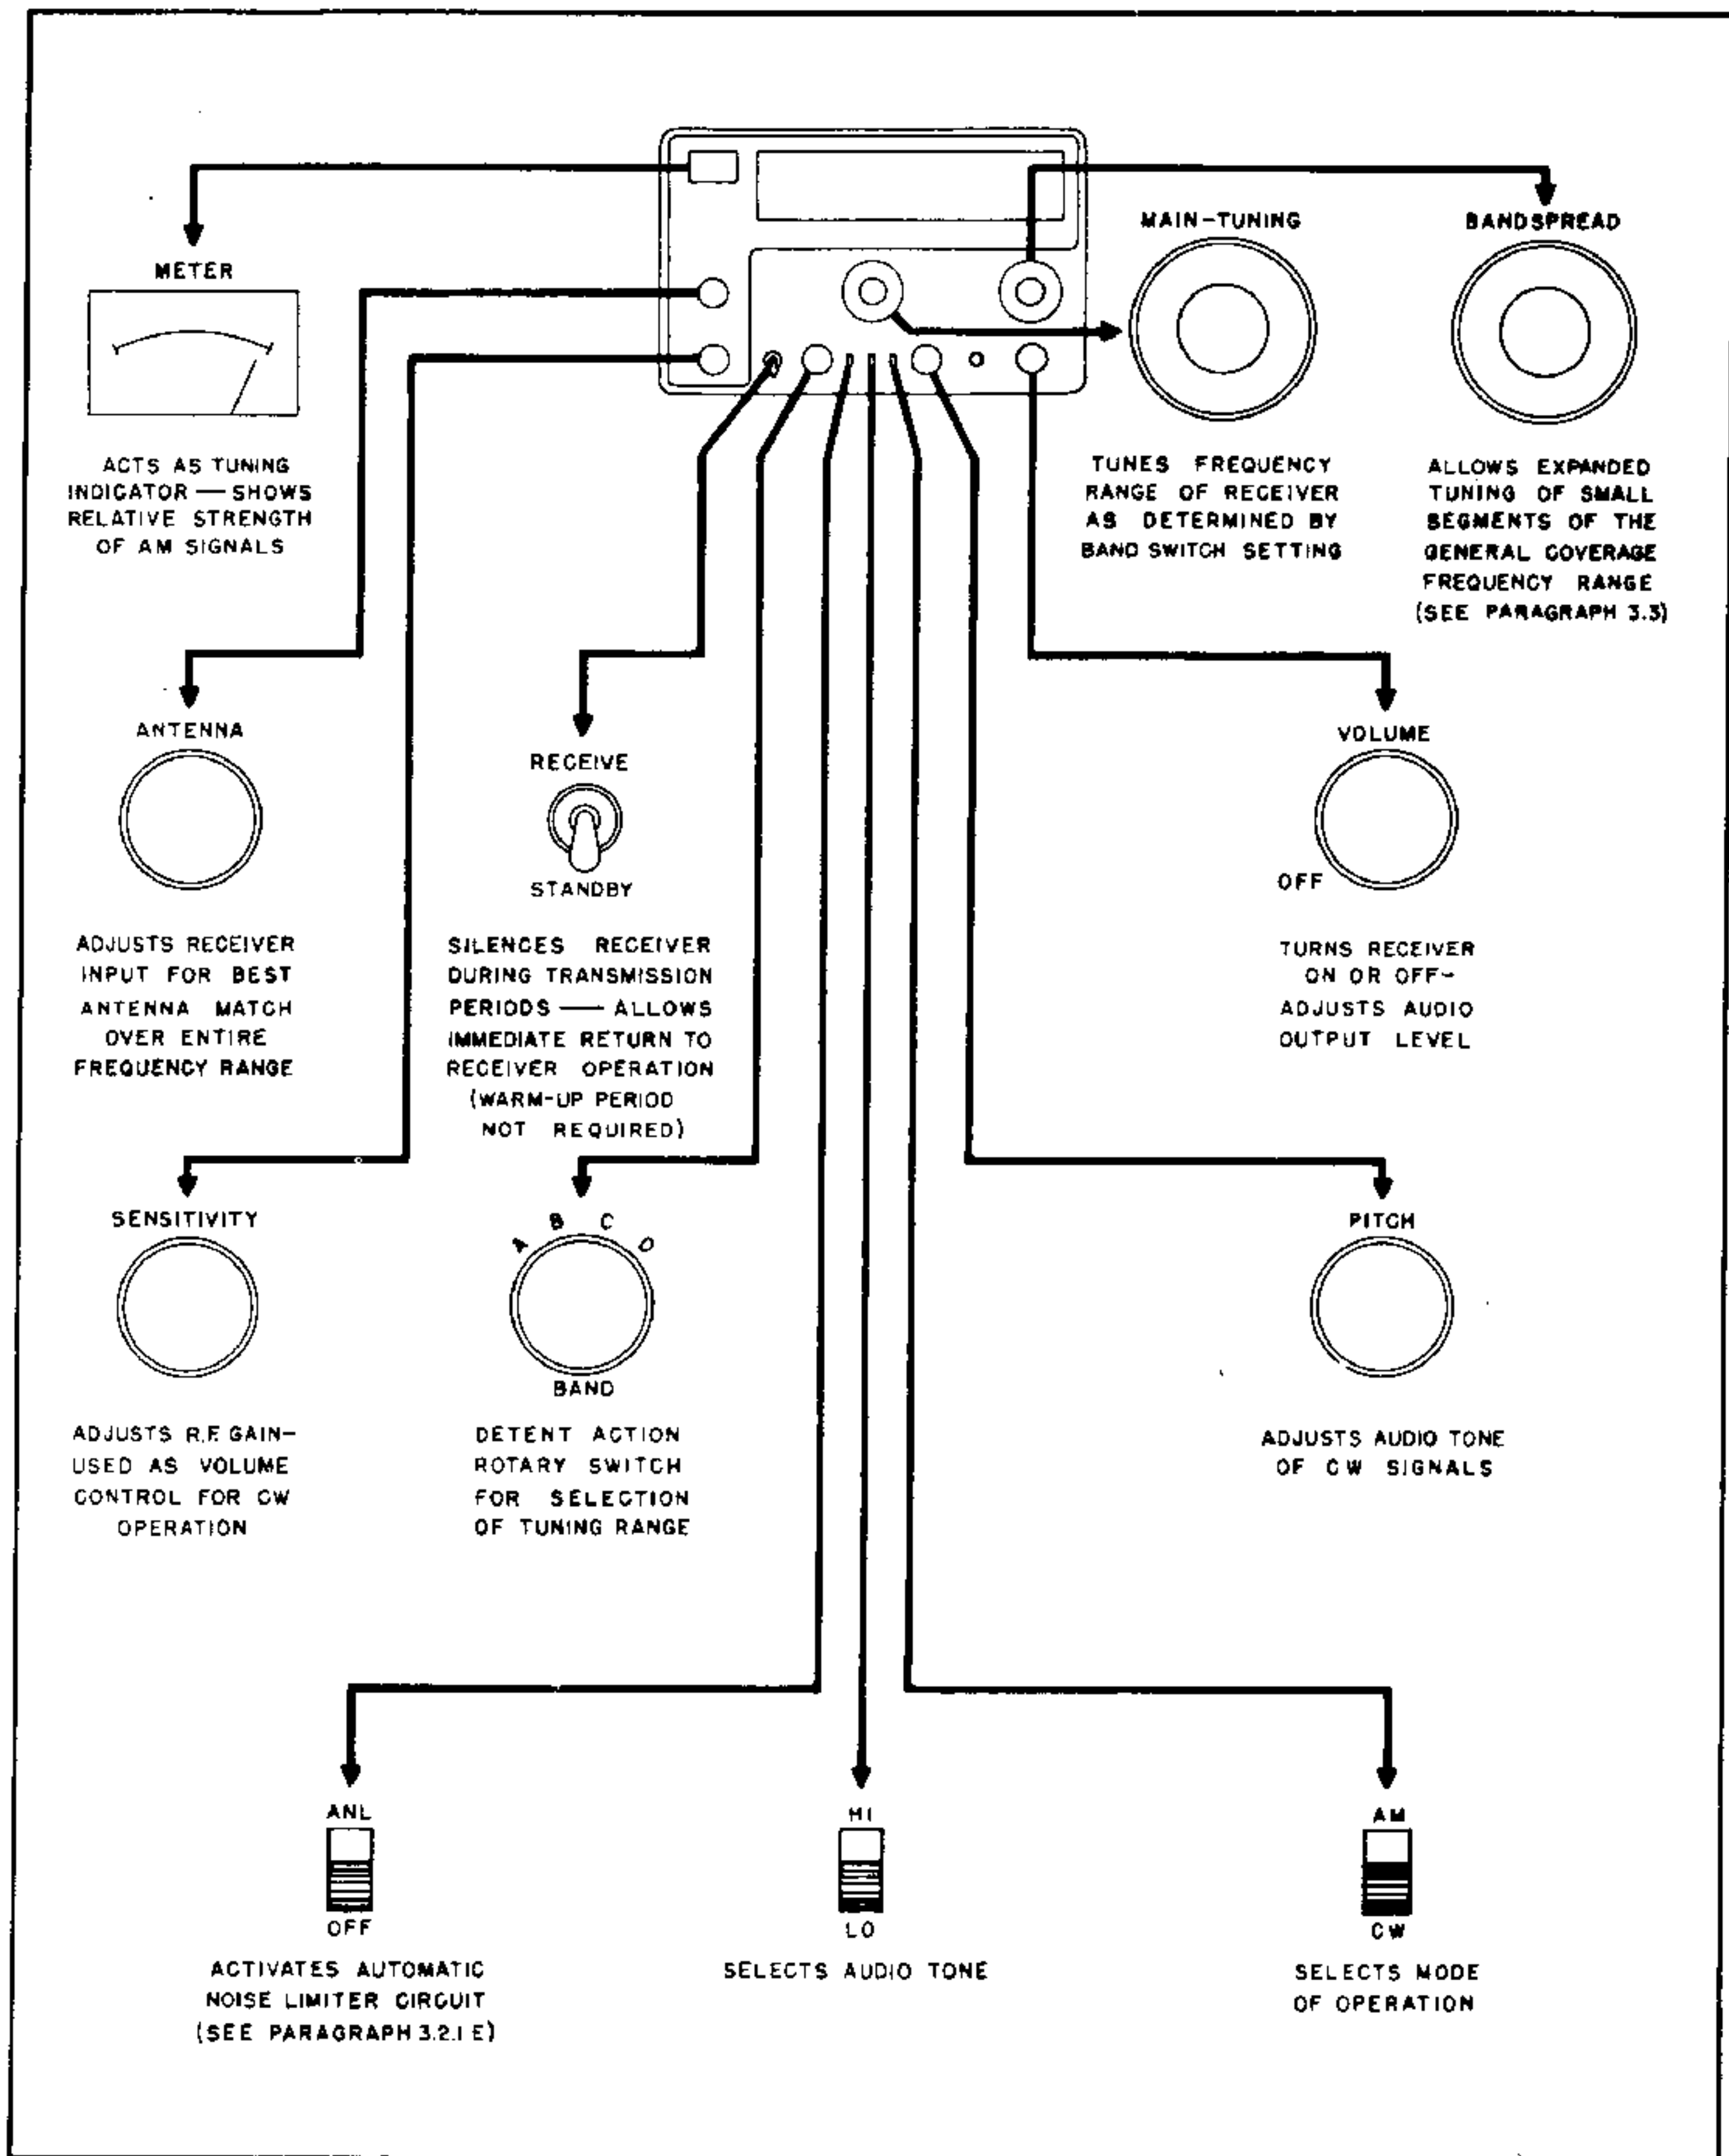 METER
ACTS AS TUNING
INDICATOR — SHOWS
RELATIVE STRENGTH
OF AM SIGNALS
MAIN-TUNING
TUNES FREQUENCY
RANGE OF RECEIVER
AS DETERMINED BY
BAND SWITCH SETTING
BANDSPREAD
ALLOWS EXPANDED
TUNING OF SMALL
SEGMENTS OF THE
GENERAL COVERAGE
FREQUENCY RANGE
(SEE PARAGRAPH 3.3)
ANTENNA
ADJUSTS RECEIVER
INPUT FOR BEST
ANTENNA MATCH
OVER ENTIRE
FREQUENCY RANGE
RECEIVE
STANDBY
SILENCES RECEIVER
DURING TRANSMISSION
PERIODS — ALLOWS
IMMEDIATE RETURN TO
RECEIVER OPERATION
(WARM-UP PERIOD
NOT REQUIRED)
VOLUME
OFF
TURNS RECEIVER
ON OR OFF-
ADJUSTS AUDIO
OUTPUT LEVEL
SENSITIVITY
ADJUSTS R.F. GAIN-
USED AS VOLUME
CONTROL FOR CW
OPERATION
A B C D
BAND
DETENT ACTION
ROTARY SWITCH
FOR SELECTION
OF TUNING RANGE
PITCH
ADJUSTS AUDIO TONE
OF CW SIGNALS
ANL
OFF
ACTIVATES AUTOMATIC
NOISE LIMITER CIRCUIT
(SEE PARAGRAPH 3.2.1 E)
HI
LO
SELECTS AUDIO TONE
AM
CW
SELECTS MODE
OF OPERATION